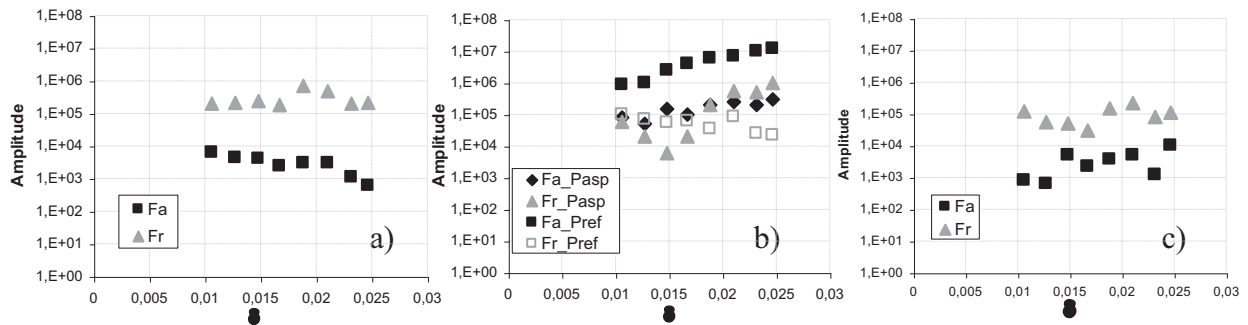 1,E+08
1,E+07
1,E+06
1,E+05
1,E+04
1,E+03
1,E+02
1,E+01
1,E+00
Amplitude
Fa
Fr
a)
0 0,005 0,01 0,015 0,02 0,025 0,03
1,E+08
1,E+07
1,E+06
1,E+05
1,E+04
1,E+03
1,E+02
1,E+01
1,E+00
Amplitude
Fa_Pasp
Fr_Pasp
Fa_Pref
Fr_Pref
b)
0 0,005 0,01 0,015 0,02 0,025 0,03
1,E+08
1,E+07
1,E+06
1,E+05
1,E+04
1,E+03
1,E+02
1,E+01
1,E+00
Amplitude
Fa
Fr
c)
0 0,005 0,01 0,015 0,02 0,025 0,03